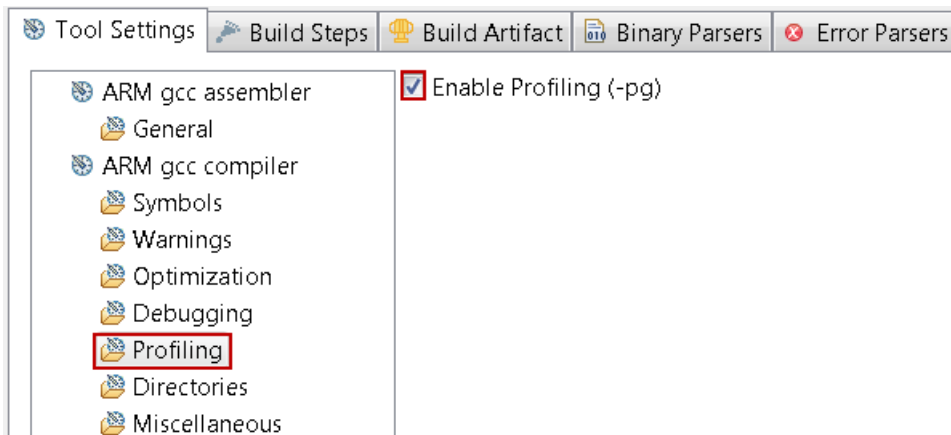 Tool Settings Build Steps Build Artifact Binary Parsers Error Parsers
Enable Profiling (-pg)
ARM gcc assembler
General
ARM gcc compiler
Symbols
Warnings
Optimization
Debugging
Profiling
Directories
Miscellaneous